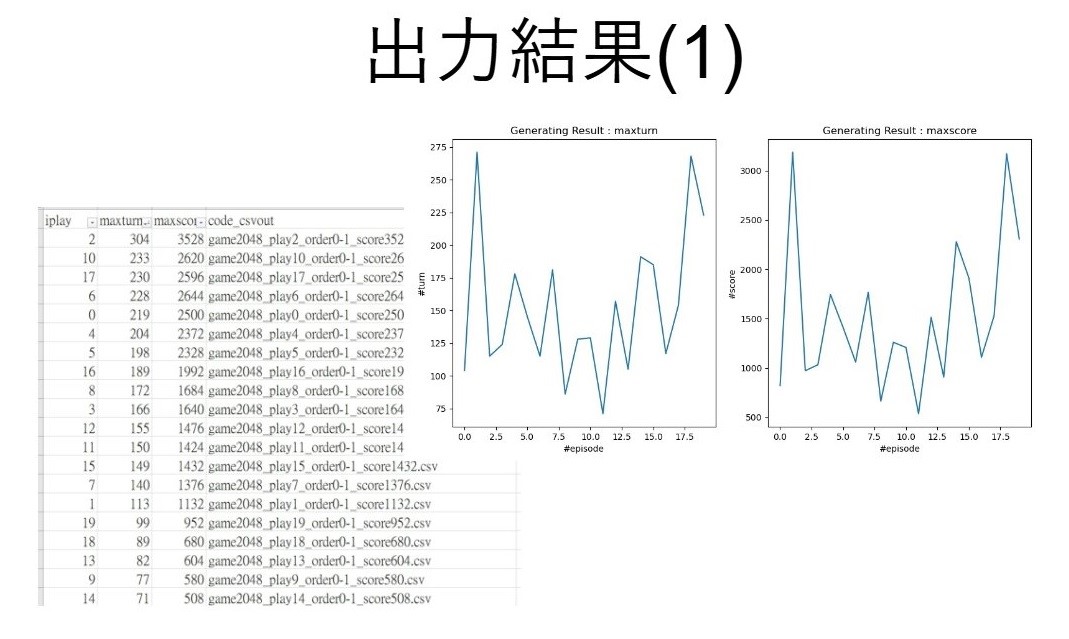 出力結果(1)
iplay maxturn maxscor code_csvout
2 304 3528 game2048_play2_order0-1_score352
10 233 2620 game2048_play10_order0-1_score26
17 230 2596 game2048_play17_order0-1_score25
6 228 2644 game2048_play6_order0-1_score264
0 219 2500 game2048_play0_order0-1_score250
4 204 2372 game2048_play4_order0-1_score237
5 198 2328 game2048_play5_order0-1_score232
16 189 1992 game2048_play16_order0-1_score19
8 172 1684 game2048_play8_order0-1_score168
3 166 1640 game2048_play3_order0-1_score164
12 155 1476 game2048_play12_order0-1_score14
11 150 1424 game2048_play11_order0-1_score14
15 149 1432 game2048_play15_order0-1_score1432.csv
7 140 1376 game2048_play7_order0-1_score1376.csv
1 113 1132 game2048_play1_order0-1_score1132.csv
19 99 952 game2048_play19_order0-1_score952.csv
18 89 680 game2048_play18_order0-1_score680.csv
13 82 604 game2048_play13_order0-1_score604.csv
9 77 580 game2048_play9_order0-1_score580.csv
14 71 508 game2048_play14_order0-1_score508.csv
Generating Result : maxturn
275
250
225
200
175
150
125
100
75
#turn
0.0 2.5 5.0 7.5 10.0 12.5 15.0 17.5
#episode
Generating Result : maxscore
3000
2500
2000
1500
1000
500
#score
0.0 2.5 5.0 7.5 10.0 12.5 15.0 17.5
#episode